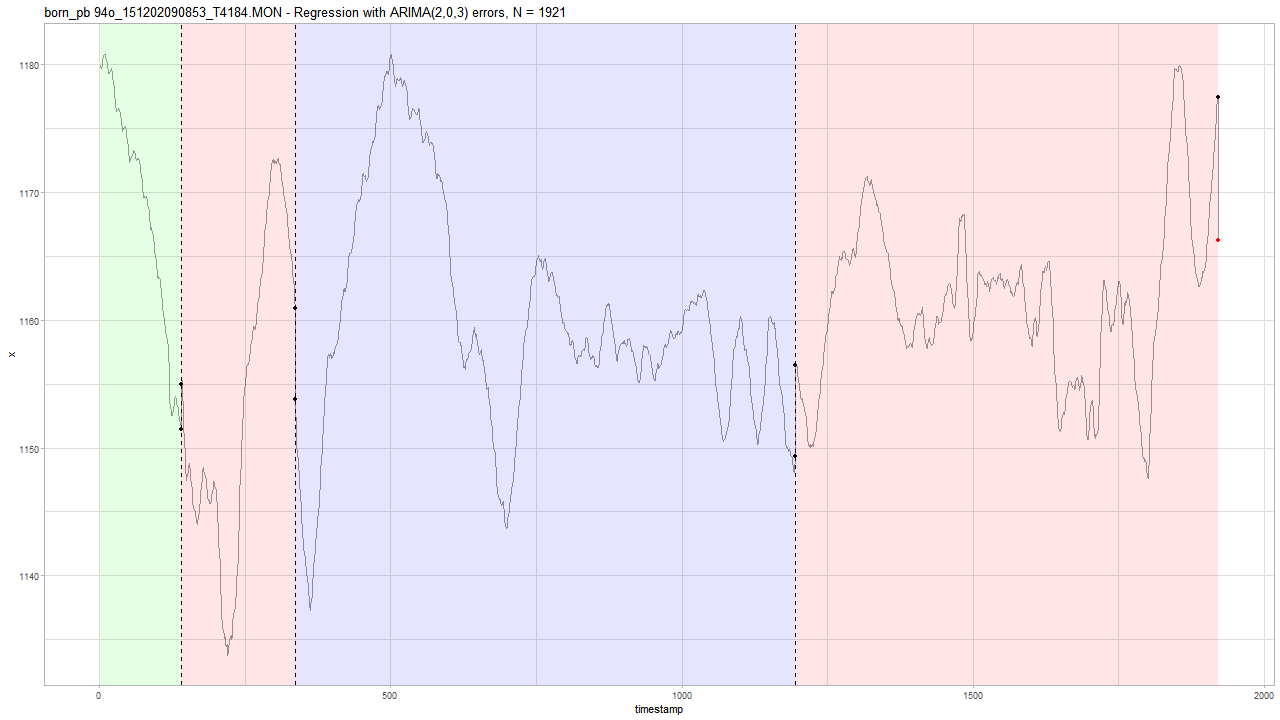 born_pb 94o_151202090853_T4184.MON - Regression with ARIMA(2,0,3) errors, N = 1921
1180
1170
1160
1150
1140
x
0 500 1000 1500 2000
timestamp